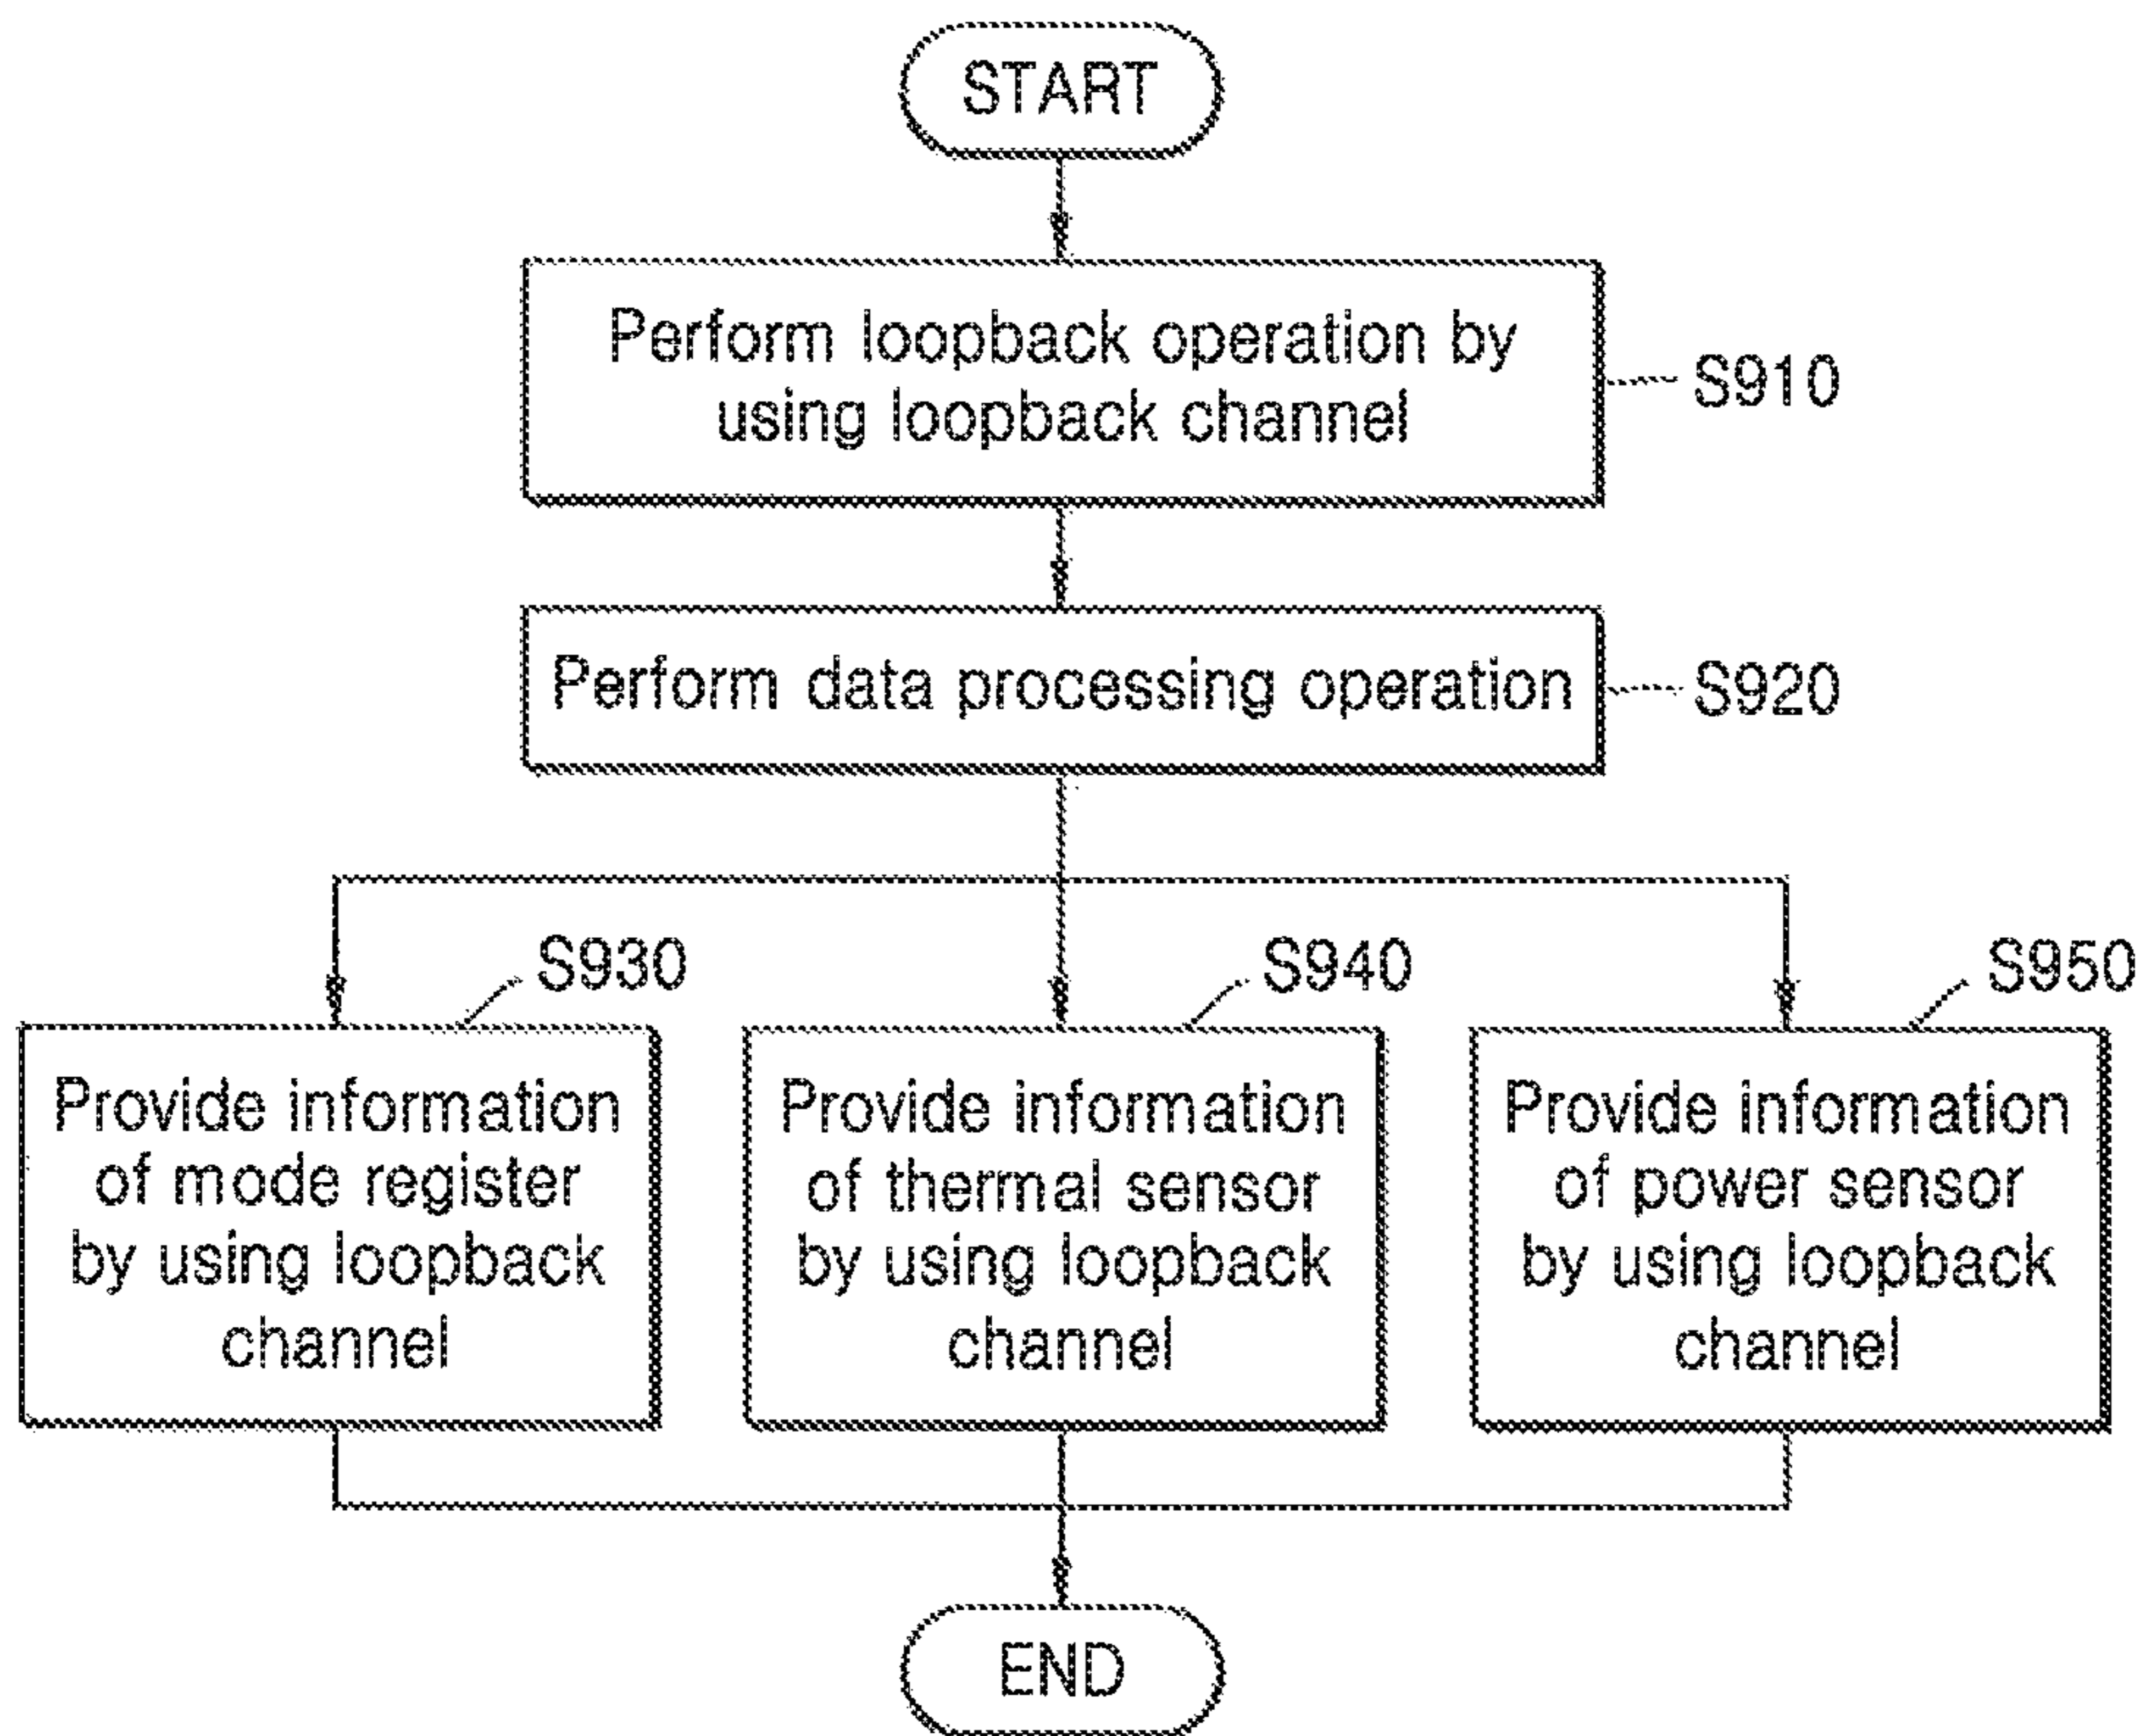 START
Perform loopback operation by
using loopback channel
S910
Perform data processing operation
S920
S930
Provide information
of mode register
by using loopback
channel
S940
Provide information
of thermal sensor
by using loopback
channel
S950
Provide information
of power sensor
by using loopback
channel
END